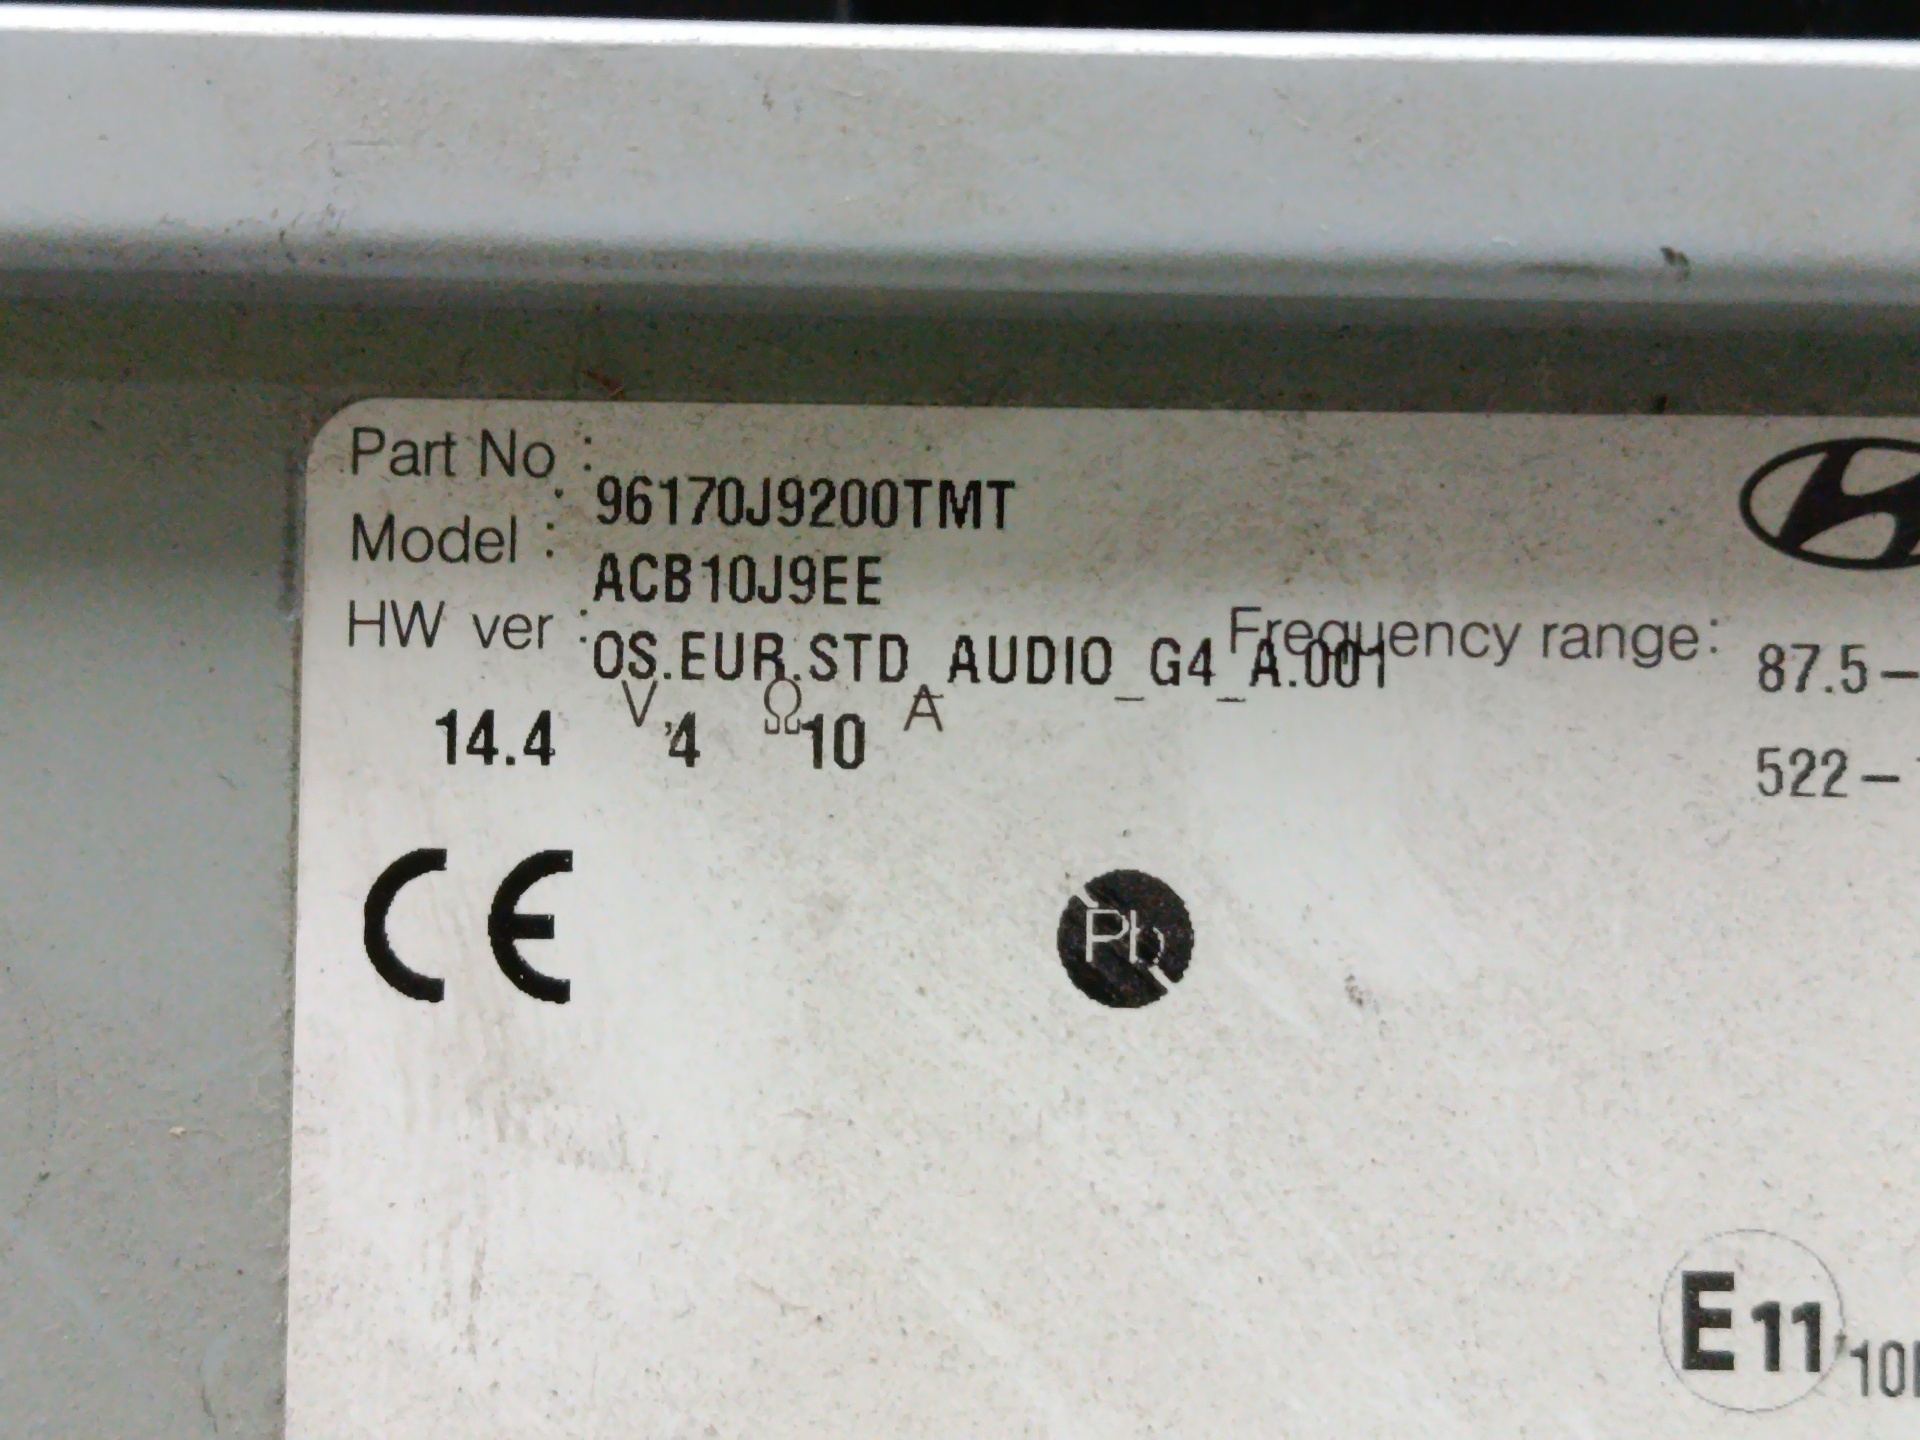 Part No : 96170J9200TMT
Model : ACB10J9EE
HW ver : OS.EUR.STD_AUDIO_G4_A.001
Frequency range: 87.5–
522–
14.4 V, 4 Ω 10 A
CE
Pb
E11